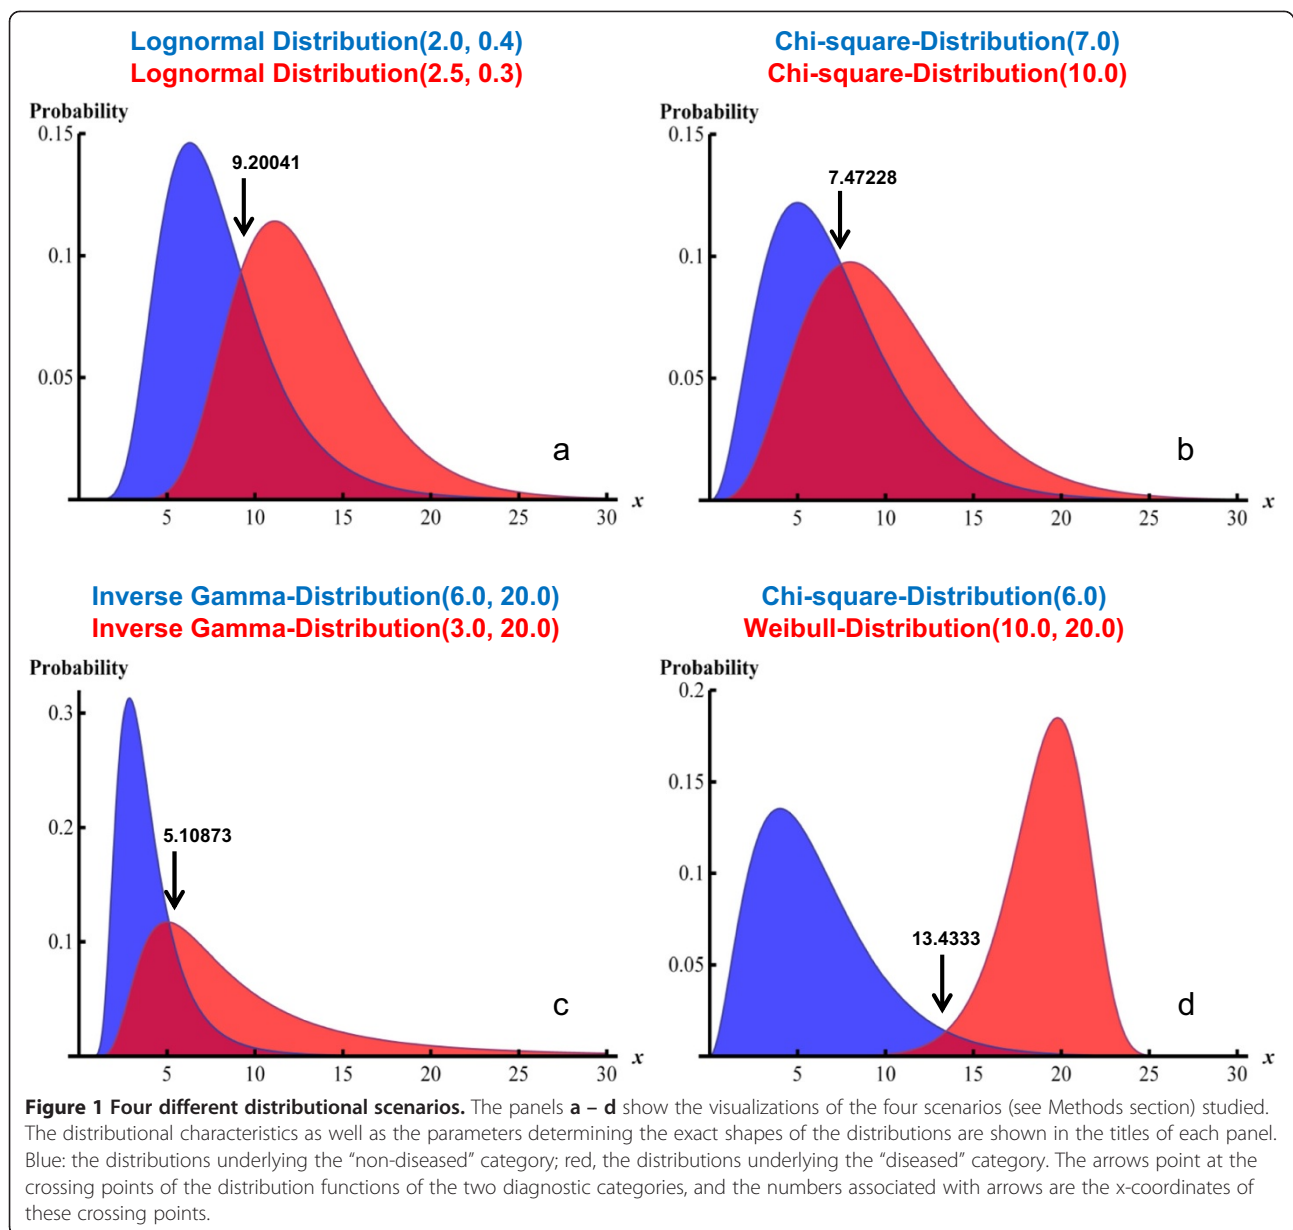 Lognormal Distribution(2.0, 0.4)
Lognormal Distribution(2.5, 0.3)
Probability
0.15
9.20041
0.1
0.05
a
5 10 15 20 25 30 x
Chi-square-Distribution(7.0)
Chi-square-Distribution(10.0)
Probability
0.15
7.47228
0.1
0.05
b
5 10 15 20 25 30 x
Inverse Gamma-Distribution(6.0, 20.0)
Inverse Gamma-Distribution(3.0, 20.0)
Probability
0.3
0.2
5.10873
0.1
c
5 10 15 20 25 30 x
Chi-square-Distribution(6.0)
Weibull-Distribution(10.0, 20.0)
Probability
0.2
0.15
0.1
13.4333
0.05
d
5 10 15 20 25 30 x
Figure 1 Four different distributional scenarios. The panels a – d show the visualizations of the four scenarios (see Methods section) studied.
The distributional characteristics as well as the parameters determining the exact shapes of the distributions are shown in the titles of each panel.
Blue: the distributions underlying the “non-diseased” category; red, the distributions underlying the “diseased” category. The arrows point at the
crossing points of the distribution functions of the two diagnostic categories, and the numbers associated with arrows are the x-coordinates of
these crossing points.